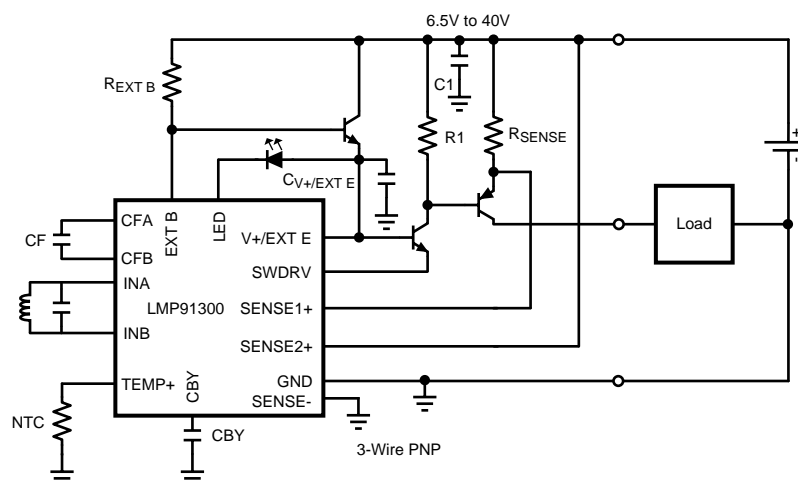 6.5V to 40V
REXT B
C1
R1
RSENSE
+
-
CV+/EXT E
CFA
EXT B
LED
V+/EXT E
Load
CF
CFB
SWDRV
INA
LMP91300
SENSE1+
INB
SENSE2+
TEMP+
CBY
GND
SENSE-
NTC
CBY
3-Wire PNP